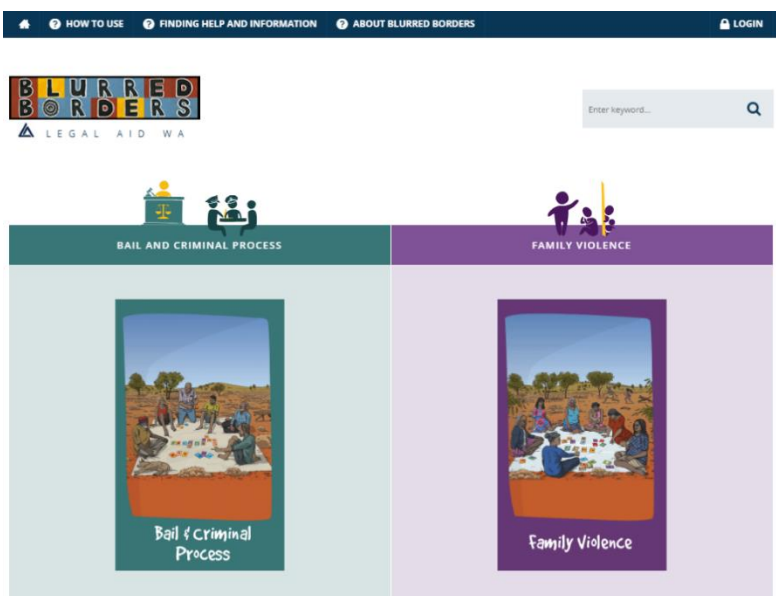 HOW TO USE
FINDING HELP AND INFORMATION
ABOUT BLURRED BORDERS
LOGIN
BLURRED
BORDERS
LEGAL AID WA
Enter keyword...
BAIL AND CRIMINAL PROCESS
FAMILY VIOLENCE
Bail & Criminal
Process
Family Violence